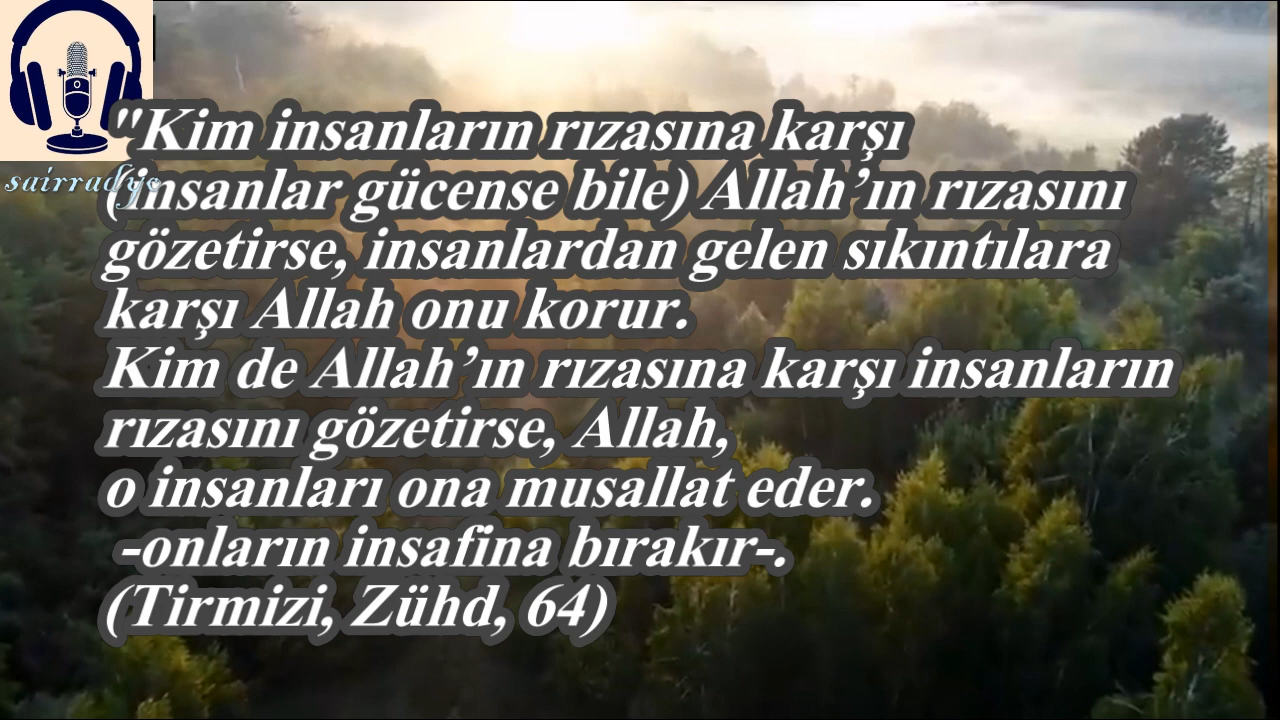 sairradyo
"Kim insanların rızasına karşı
(insanlar gücense bile) Allah’ın rızasını
gözetirse, insanlardan gelen sıkıntılara
karşı Allah onu korur.
Kim de Allah’ın rızasına karşı insanların
rızasını gözetirse, Allah,
o insanları ona musallat eder.
-onların insafina bırakır-.
(Tirmizi, Zühd, 64)